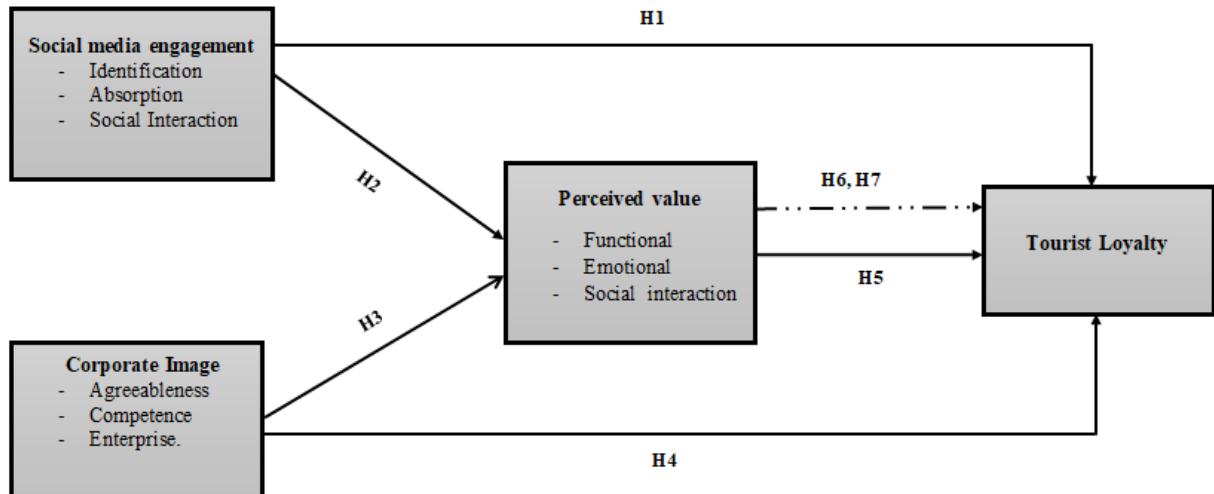 H1
Social media engagement
- Identification
- Absorption
- Social Interaction
H2
Perceived value
- Functional
- Emotional
- Social interaction
H6, H7
H5
Tourist Loyalty
H3
Corporate Image
- Agreeableness
- Competence
- Enterprise.
H4